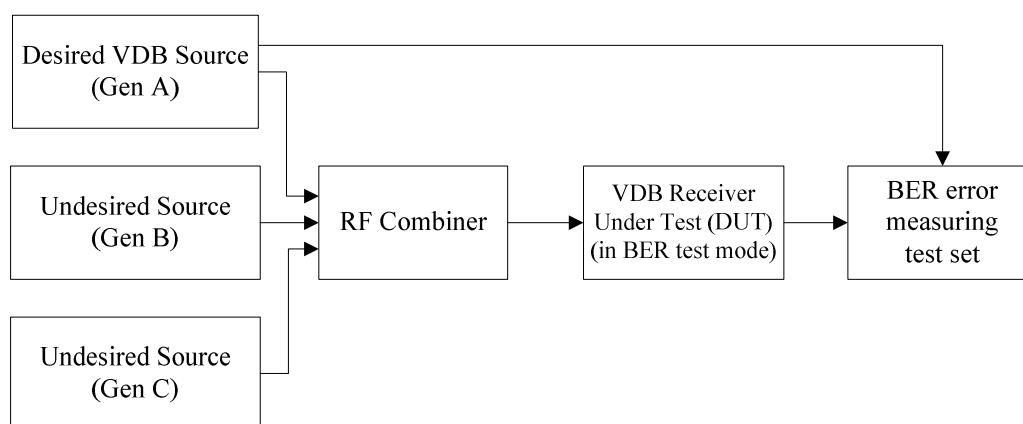 Desired VDB Source
(Gen A)
Undesired Source
(Gen B)
Undesired Source
(Gen C)
RF Combiner
VDB Receiver
Under Test (DUT)
(in BER test mode)
BER error
measuring
test set